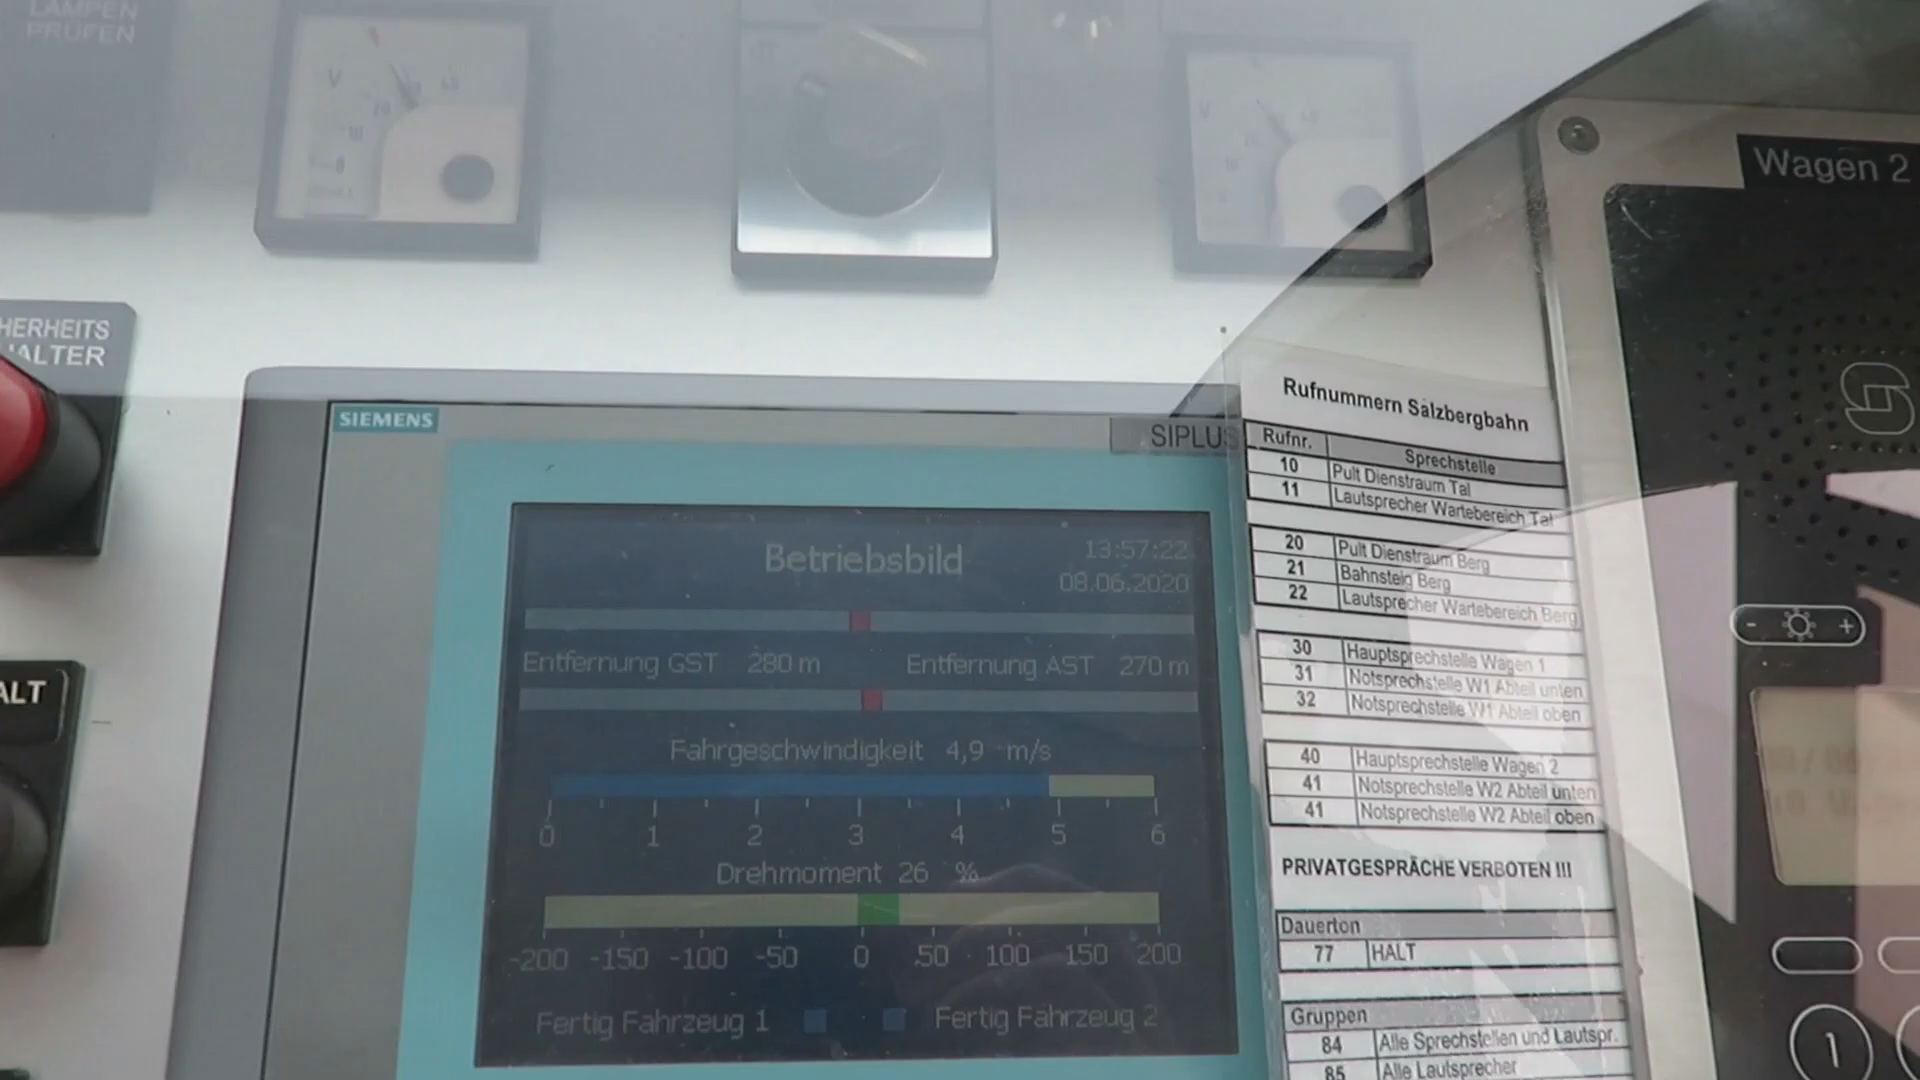 LAMPEN
PRÜFEN
V
V
Wagen 2
HERHEITS
HALTER
SIEMENS
SIPLUS
ALT
Betriebsbild
13:57:22
08.06.2020
Entfernung GST 280 m Entfernung AST 270 m
Fahrgeschwindigkeit 4,9 m/s
0 1 2 3 4 5 6
Drehmoment 26 %
-200 -150 -100 -50 0 50 100 150 200
Fertig Fahrzeug 1 Fertig Fahrzeug 2
Rufnummern Salzbergbahn
Rufnr. Sprechstelle
10 Pult Dienstraum Tal
11 Lautsprecher Wartebereich Tal
20 Pult Dienstraum Berg
21 Bahnsteig Berg
22 Lautsprecher Wartebereich Berg
30 Hauptsprechstelle Wagen 1
31 Notsprechstelle W1 Abteil unten
32 Notsprechstelle W1 Abteil oben
40 Hauptsprechstelle Wagen 2
41 Notsprechstelle W2 Abteil unten
41 Notsprechstelle W2 Abteil oben
PRIVATGESPRÄCHE VERBOTEN !!!
Dauerton
77 HALT
Gruppen
84 Alle Sprechstellen und Lautspr.
85 Alle Lautsprecher
- +
1